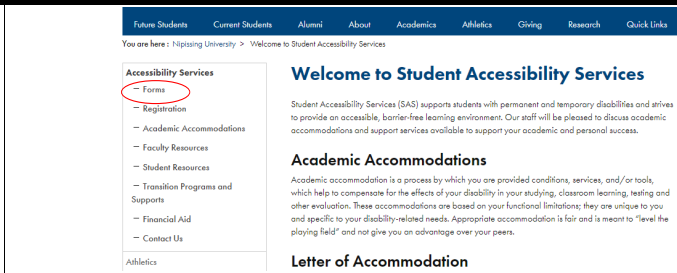 Future Students Current Students Alumni About Academics Athletics Giving Research Quick Links
You are here : Nipissing University > Welcome to Student Accessibility Services
Accessibility Services
– Forms
– Registration
– Academic Accommodations
– Faculty Resources
– Student Resources
– Transition Programs and
Supports
– Financial Aid
– Contact Us
Athletics
Welcome to Student Accessibility Services
Student Accessibility Services (SAS) supports students with permanent and temporary disabilities and strives
to provide an accessible, barrier-free learning environment. Our staff will be pleased to discuss academic
accommodations and support services available to support your academic and personal success.
Academic Accommodations
Academic accommodation is a process by which you are provided conditions, services, and/or tools,
which help to compensate for the effects of your disability in your studying, classroom learning, testing and
other evaluation. These accommodations are based on your functional limitations; they are unique to you
and specific to your disability-related needs. Appropriate accommodation is fair and is meant to “level the
playing field” and not give you an advantage over your peers.
Letter of Accommodation